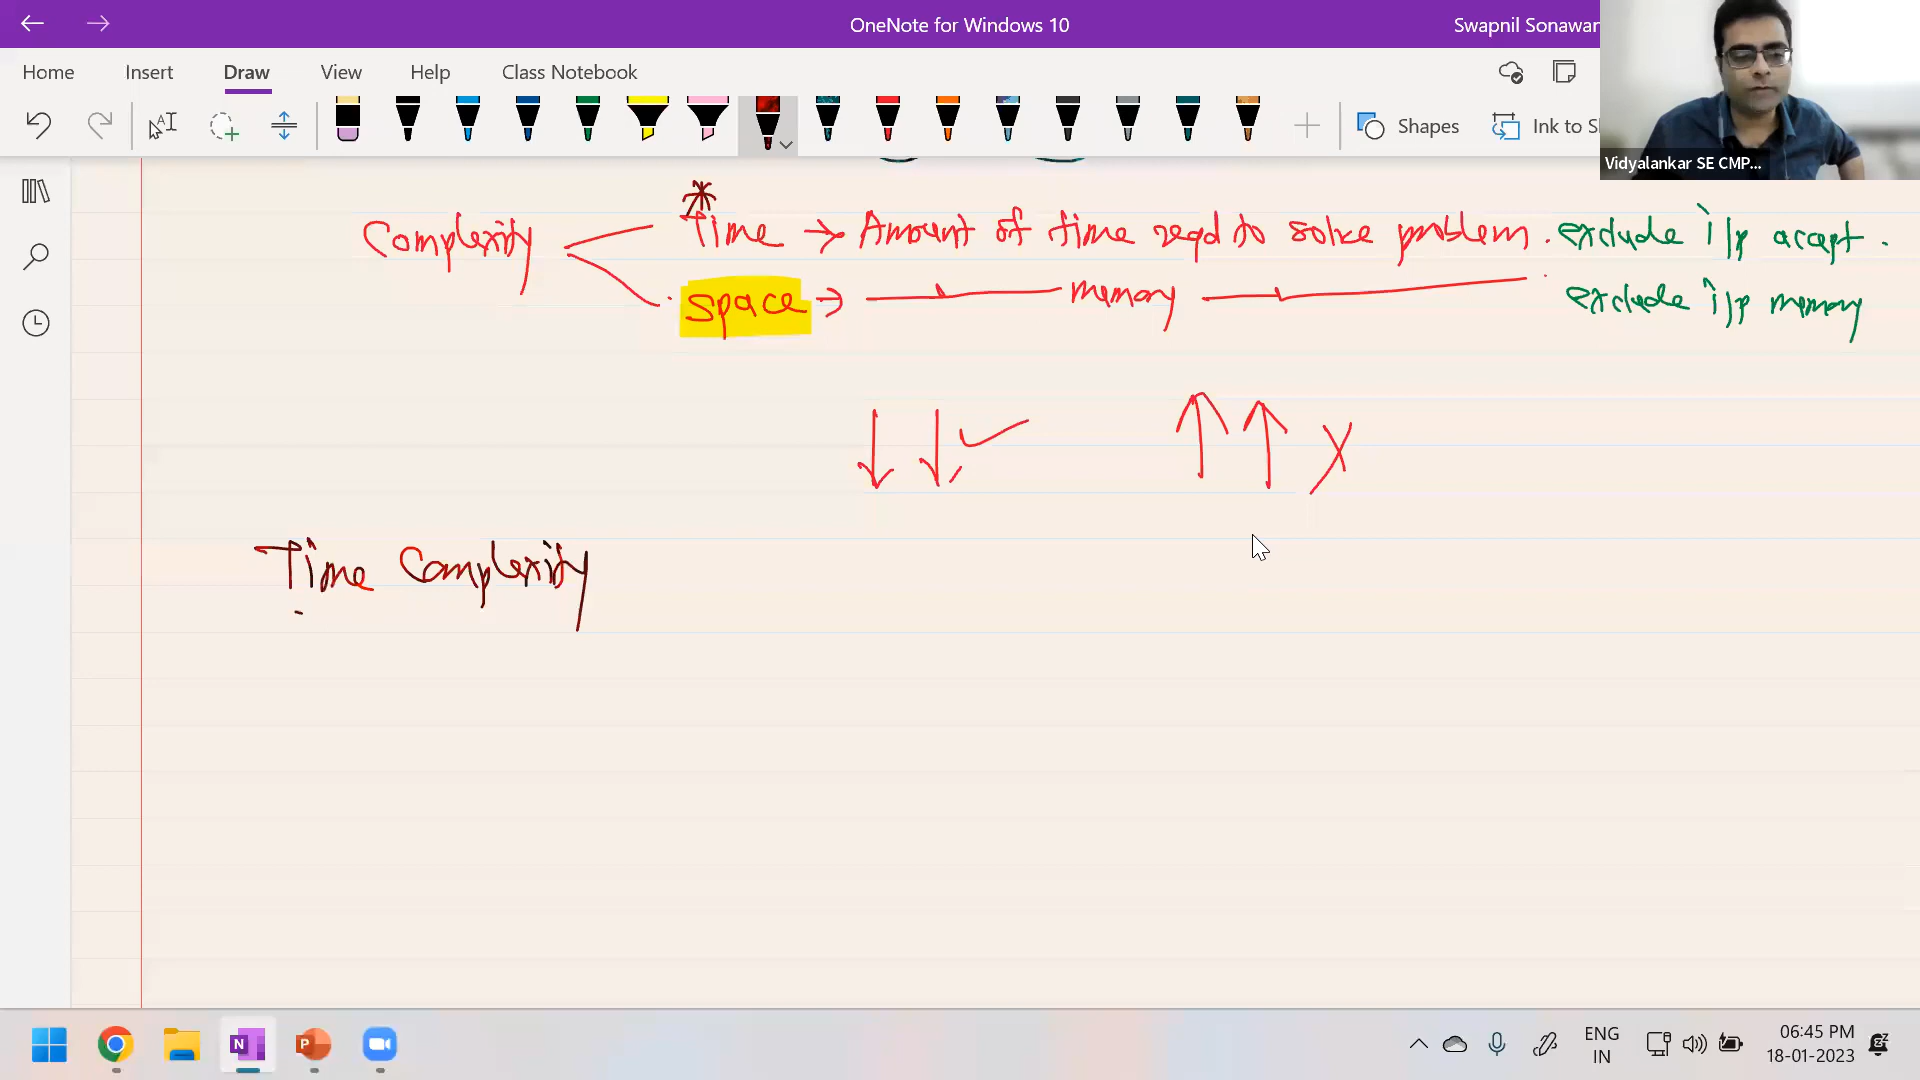 OneNote for Windows 10
Swapnil Sonawar
Home Insert Draw View Help Class Notebook
Shapes Ink to S
Vidyalankar SE CMP...
Complexity
Time → Amount of time reqd to solve problem. exclude i/p accept.
space → memory exclude i/p memory
Time Complexity
ENG
IN
06:45 PM
18-01-2023